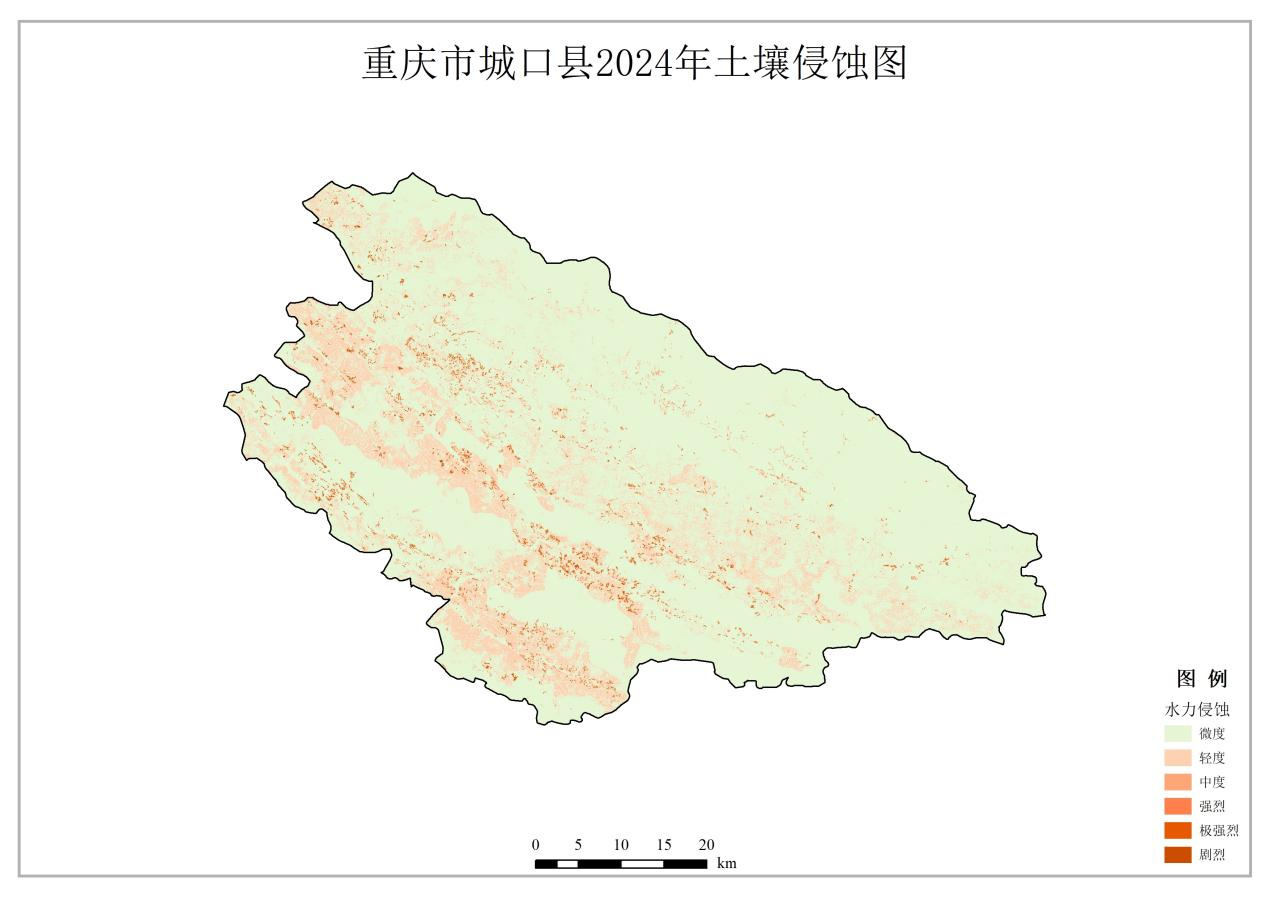 重庆市城口县2024年土壤侵蚀图
图 例
水力侵蚀
微度
轻度
中度
强烈
极强烈
剧烈
0 5 10 15 20
km